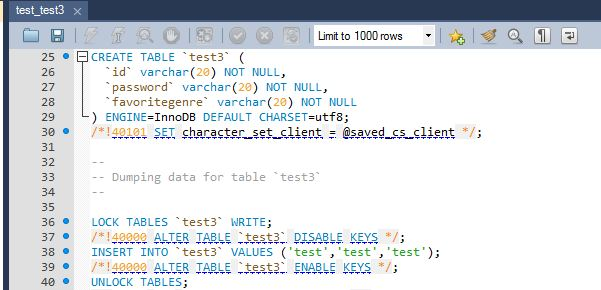 test_test3
Limit to 1000 rows
25 CREATE TABLE `test3` (
26 `id` varchar(20) NOT NULL,
27 `password` varchar(20) NOT NULL,
28 `favoritegenre` varchar(20) NOT NULL
29 ) ENGINE=InnoDB DEFAULT CHARSET=utf8;
30 /*!40101 SET character_set_client = @saved_cs_client */;
31
32 --
33 -- Dumping data for table `test3`
34 --
35
36 LOCK TABLES `test3` WRITE;
37 /*!40000 ALTER TABLE `test3` DISABLE KEYS */;
38 INSERT INTO `test3` VALUES ('test','test','test');
39 /*!40000 ALTER TABLE `test3` ENABLE KEYS */;
40 UNLOCK TABLES;